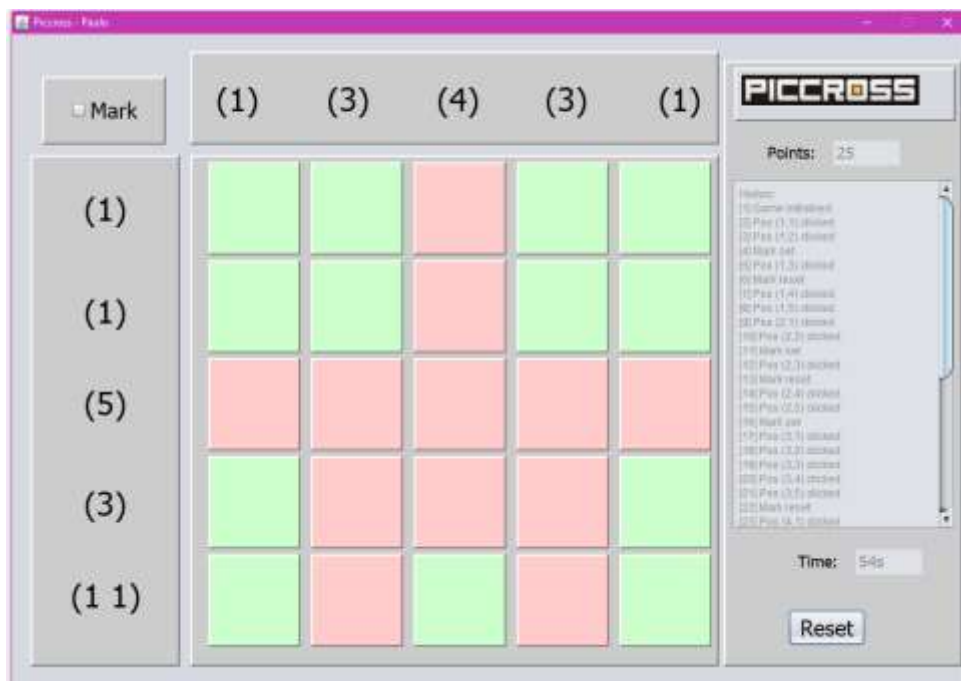 Piccross - Paulo
Mark
(1) (3) (4) (3) (1)
(1)
(1)
(5)
(3)
(1 1)
PICCROSS
Points: 25
History:
[1] Game initialized
[2] Pos (1,1) clicked
[3] Pos (1,2) clicked
[4] Mark set
[5] Pos (1,3) clicked
[6] Mark reset
[7] Pos (1,4) clicked
[8] Pos (1,5) clicked
[9] Pos (2,1) clicked
[10] Pos (2,2) clicked
[11] Mark set
[12] Pos (2,3) clicked
[13] Mark reset
[14] Pos (2,4) clicked
[15] Pos (2,5) clicked
[16] Mark set
[17] Pos (3,1) clicked
[18] Pos (3,2) clicked
[19] Pos (3,3) clicked
[20] Pos (3,4) clicked
[21] Pos (3,5) clicked
[22] Mark reset
[23] Pos (4,1) clicked
Time: 54s
Reset